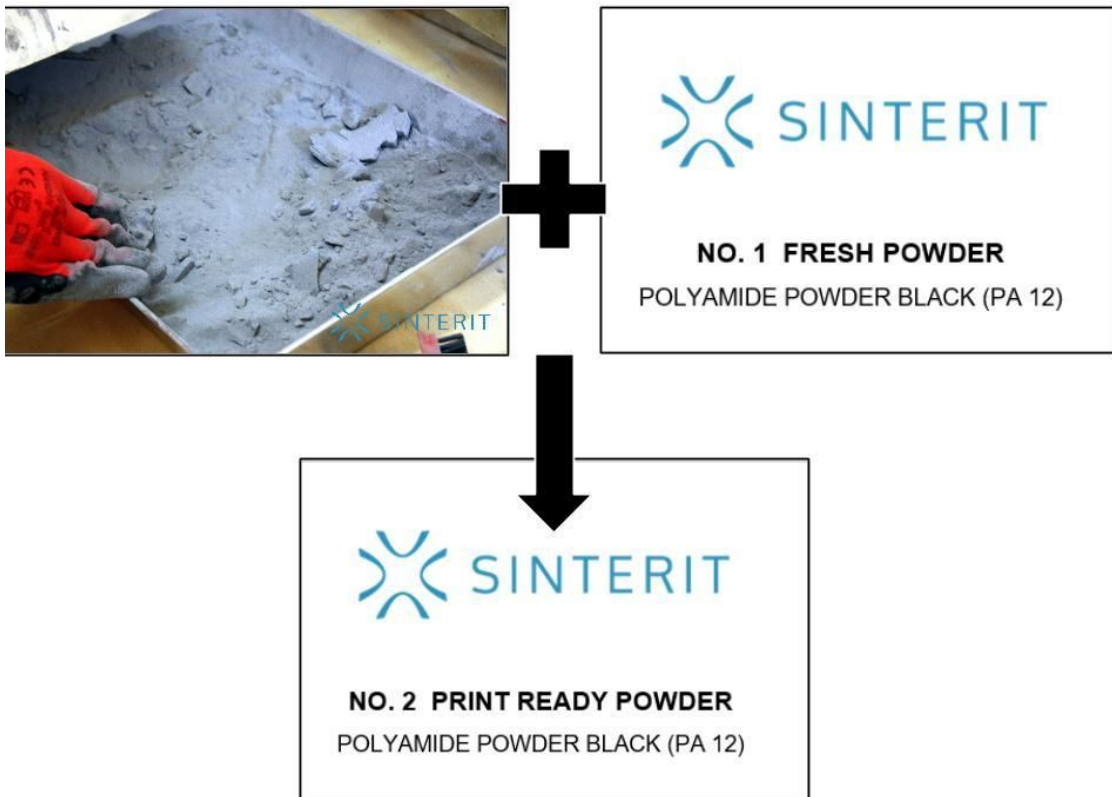 SINTERIT
SINTERIT
NO. 1 FRESH POWDER
POLYAMIDE POWDER BLACK (PA 12)
SINTERIT
NO. 2 PRINT READY POWDER
POLYAMIDE POWDER BLACK (PA 12)